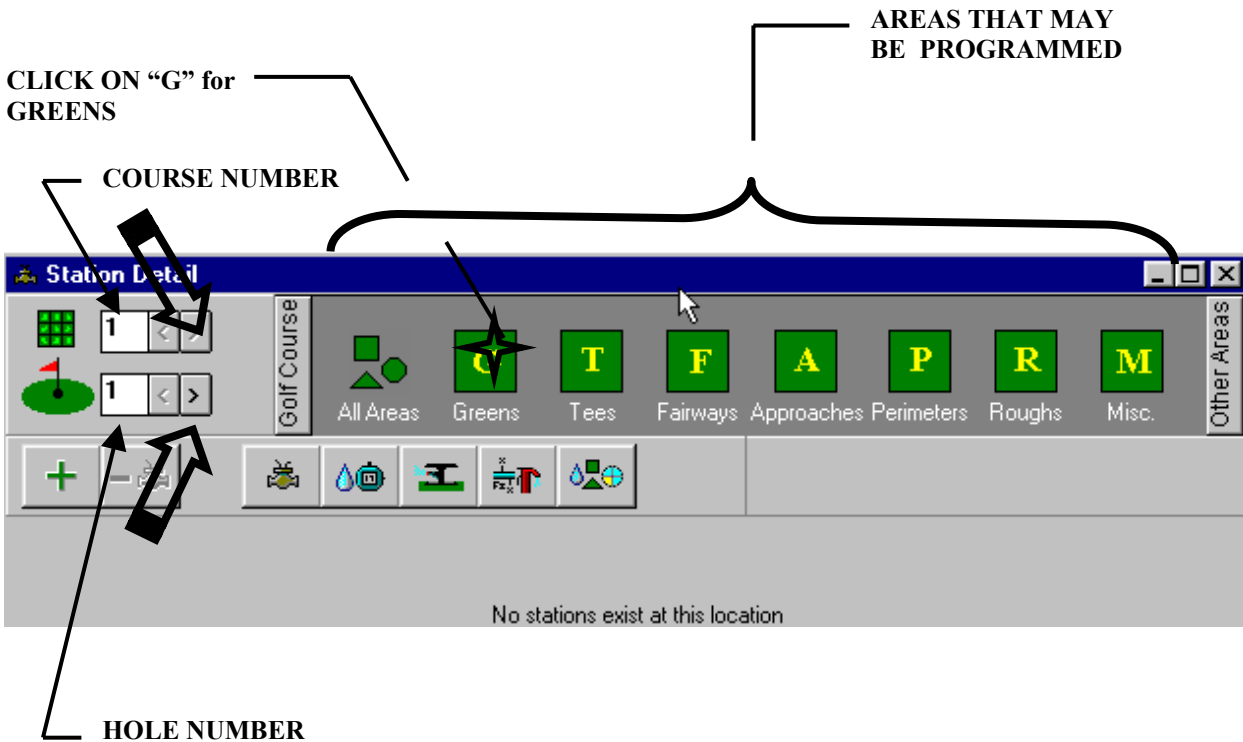 AREAS THAT MAY
BE PROGRAMMED
CLICK ON “G” for
GREENS
COURSE NUMBER
Station Detail
1
1
Golf Course
G
T
F
A
P
R
M
All Areas
Greens
Tees
Fairways
Approaches
Perimeters
Roughs
Misc.
Other Areas
No stations exist at this location
HOLE NUMBER